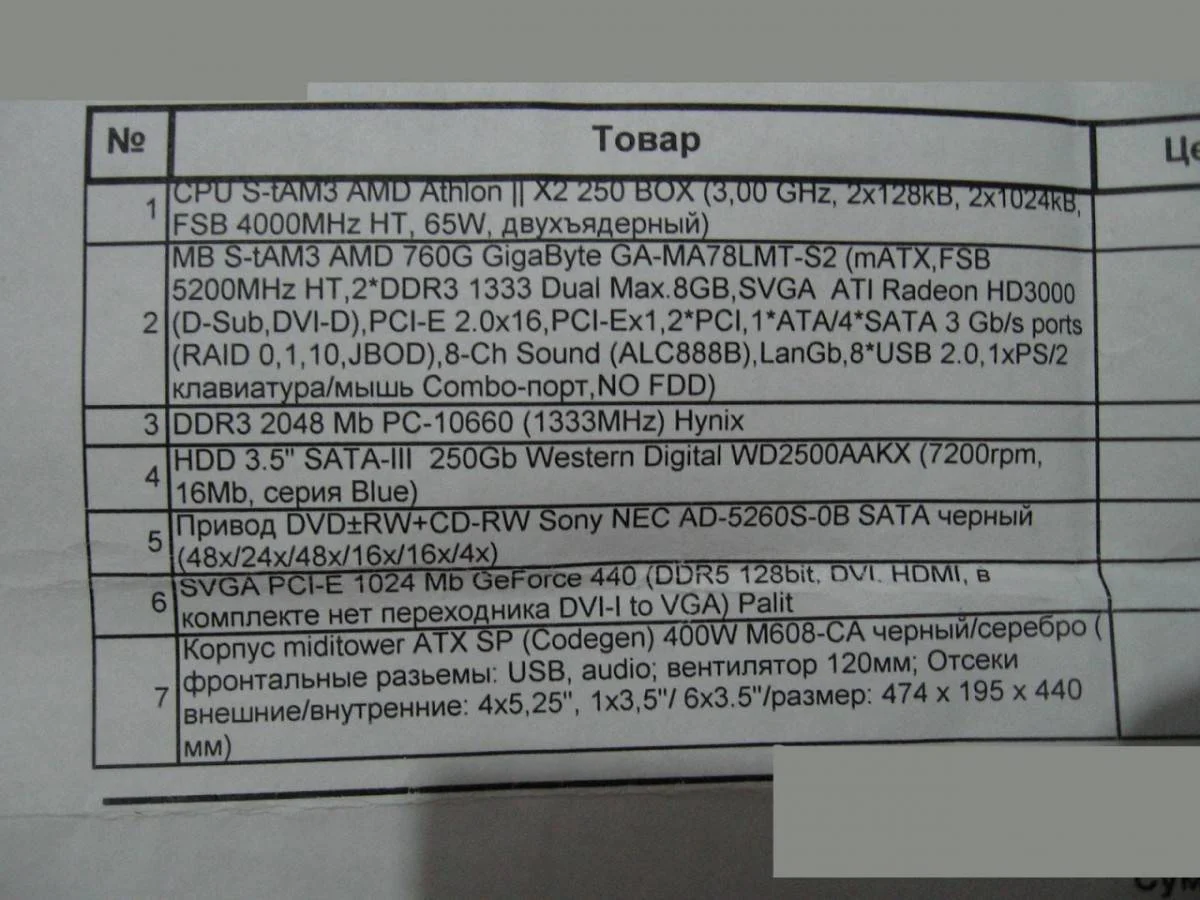 № Товар Це
1 CPU S-tAM3 AMD Athlon || X2 250 BOX (3,00 GHz, 2x128kB, 2x1024kB,
FSB 4000MHz HT, 65W, двухъядерный)
MB S-tAM3 AMD 760G GigaByte GA-MA78LMT-S2 (mATX,FSB
5200MHz HT,2*DDR3 1333 Dual Max.8GB,SVGA ATI Radeon HD3000
2 (D-Sub,DVI-D),PCI-E 2.0x16,PCI-Ex1,2*PCI,1*ATA/4*SATA 3 Gb/s ports
(RAID 0,1,10,JBOD),8-Ch Sound (ALC888B),LanGb,8*USB 2.0,1xPS/2
клавиатура/мышь Combo-порт,NO FDD)
3 DDR3 2048 Mb PC-10660 (1333MHz) Hynix
4 HDD 3.5" SATA-III 250Gb Western Digital WD2500AAKX (7200rpm,
16Mb, серия Blue)
5 Привод DVD±RW+CD-RW Sony NEC AD-5260S-0B SATA черный
(48x/24x/48x/16x/16x/4x)
6 SVGA PCI-E 1024 Mb GeForce 440 (DDR5 128bit, DVI, HDMI, в
комплекте нет переходника DVI-I to VGA) Palit
Корпус miditower ATX SP (Codegen) 400W M608-CA черный/серебро (
фронтальные разьемы: USB, audio; вентилятор 120мм; Отсеки
7 внешние/внутренние: 4x5,25", 1x3,5"/ 6x3.5"/размер: 474 x 195 x 440
мм)